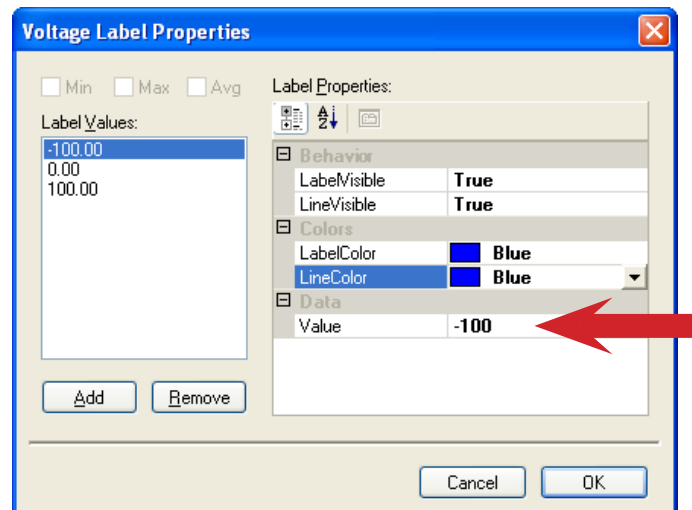 Voltage Label Properties
Min Max Avg
Label Values:
-100.00
0.00
100.00
Add Remove
Label Properties:
Behavior
LabelVisible True
LineVisible True
Colors
LabelColor Blue
LineColor Blue
Data
Value -100
Cancel OK